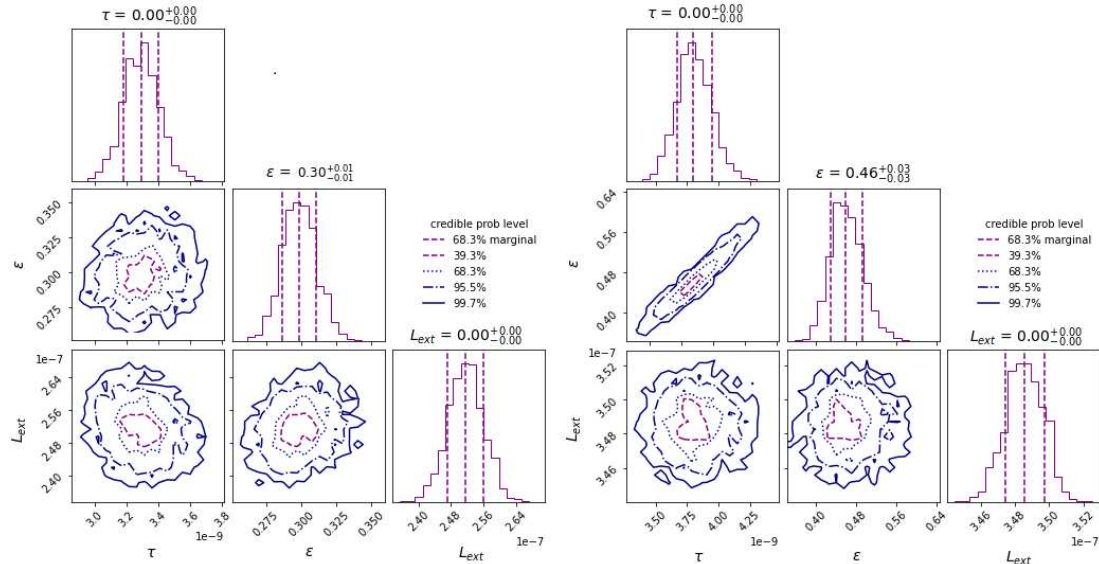 τ = 0.00+0.00 −0.00
ε = 0.30+0.01 −0.01
L_ext = 0.00+0.00 −0.00
credible prob level
68.3% marginal
39.3%
68.3%
95.5%
99.7%
ε
0.350
0.325
0.300
0.275
1e−7
L_ext
2.64
2.56
2.48
2.40
3.0
3.2
3.4
3.6
3.8
1e−9
τ
0.275
0.300
0.325
0.350
ε
2.40
2.48
2.56
2.64
1e−7
L_ext
τ = 0.00+0.00 −0.00
ε = 0.46+0.03 −0.03
L_ext = 0.00+0.00 −0.00
credible prob level
68.3% marginal
39.3%
68.3%
95.5%
99.7%
ε
0.64
0.56
0.48
0.40
1e−7
L_ext
3.52
3.50
3.48
3.46
3.50
3.75
4.00
4.25
1e−9
τ
0.40
0.48
0.56
0.64
ε
3.46
3.48
3.50
3.52
1e−7
L_ext